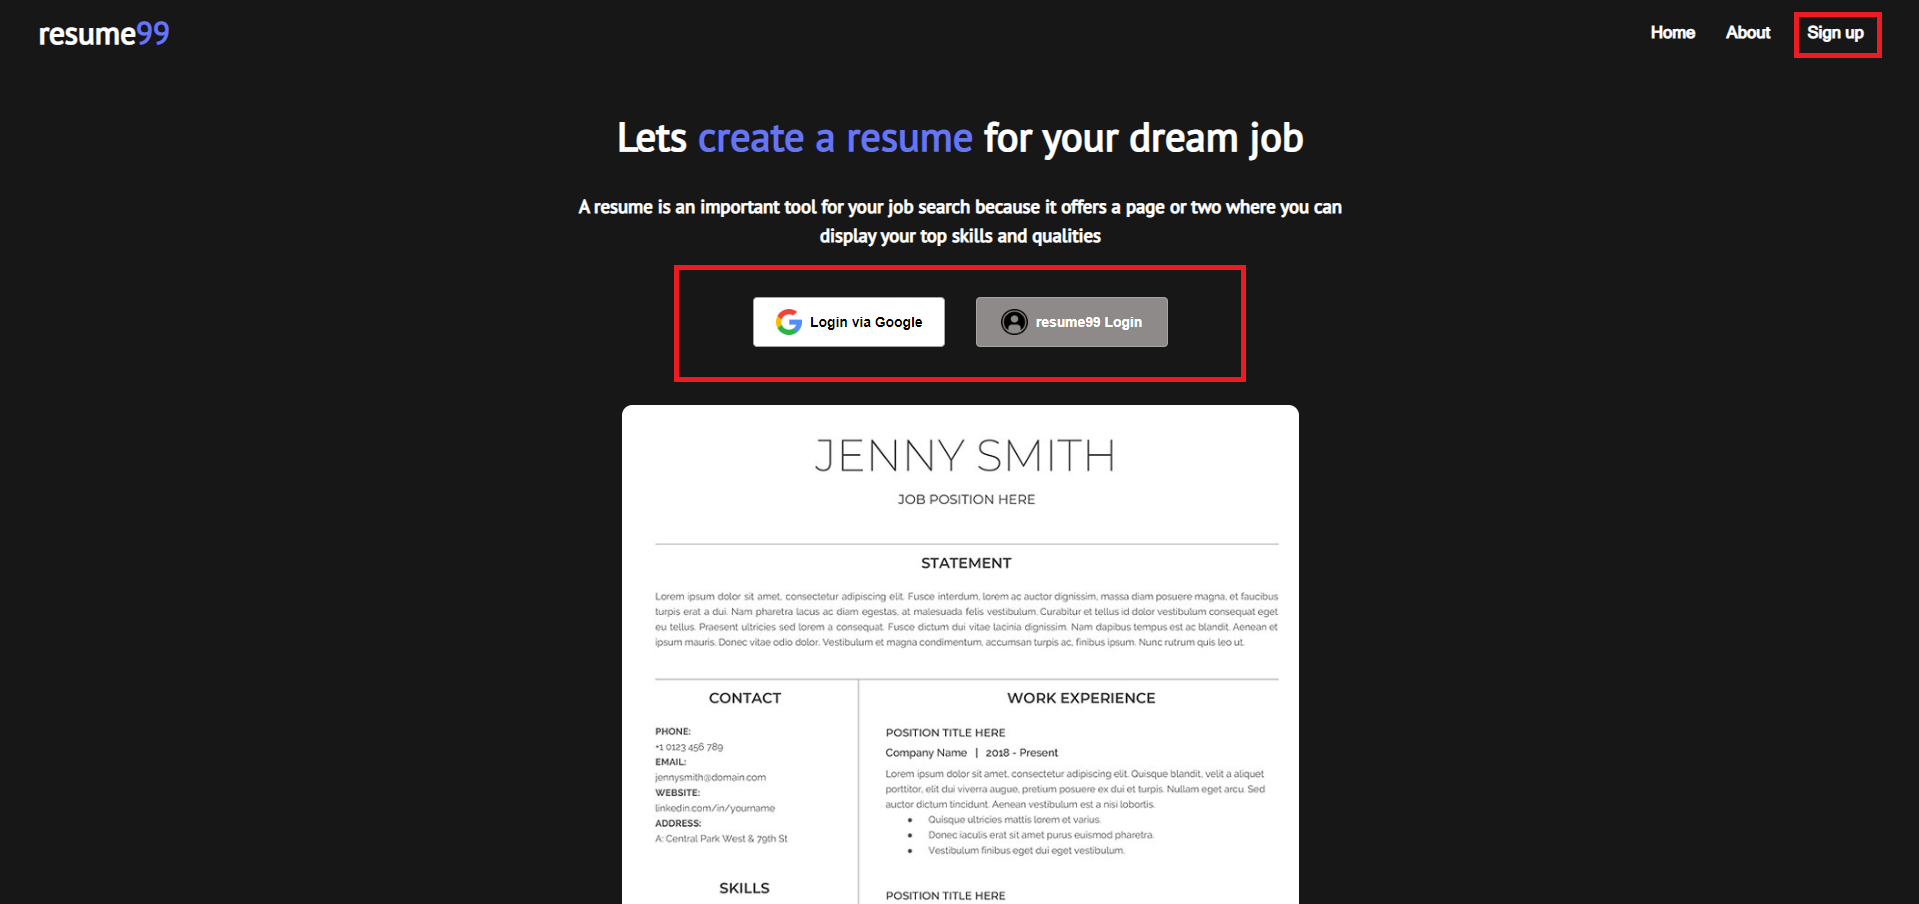 resume99
Home About Sign up
Lets create a resume for your dream job
A resume is an important tool for your job search because it offers a page or two where you can
display your top skills and qualities
Login via Google
resume99 Login
JENNY SMITH
JOB POSITION HERE
STATEMENT
Lorem ipsum dolor sit amet, consectetur adipiscing elit. Fusce interdum, lorem ac auctor dignissim, massa diam posuere magna, et faucibus
turpis erat a dui. Nam pharetra lacus ac diam egestas, at malesuada felis vestibulum. Curabitur et tellus id dolor vestibulum consequat eget
eu tellus. Praesent ultricies sed lorem a consequat. Fusce dictum dui vitae lacinia dignissim. Nam dapibus tempus est ac blandit. Aenean et
ipsum mauris. Donec vitae odio dolor. Vestibulum et magna condimentum, accumsan turpis ac, finibus ipsum. Nunc rutrum quis leo ut.
CONTACT
PHONE:
+1 0123 456 789
EMAIL:
jennysmith@domain.com
WEBSITE:
linkedin.com/in/yourname
ADDRESS:
A: Central Park West & 79th St
SKILLS
WORK EXPERIENCE
POSITION TITLE HERE
Company Name | 2018 - Present
Lorem ipsum dolor sit amet, consectetur adipiscing elit. Quisque blandit, velit a aliquet
porttitor, elit dui viverra augue, pretium posuere ex dui et turpis. Nullam eget arcu. Sed
auctor dictum tincidunt. Aenean vestibulum est a nisi lobortis.
• Quisque ultricies mattis lorem et varius.
• Donec iaculis erat sit amet purus euismod pharetra.
• Vestibulum finibus eget dui eget vestibulum.
POSITION TITLE HERE